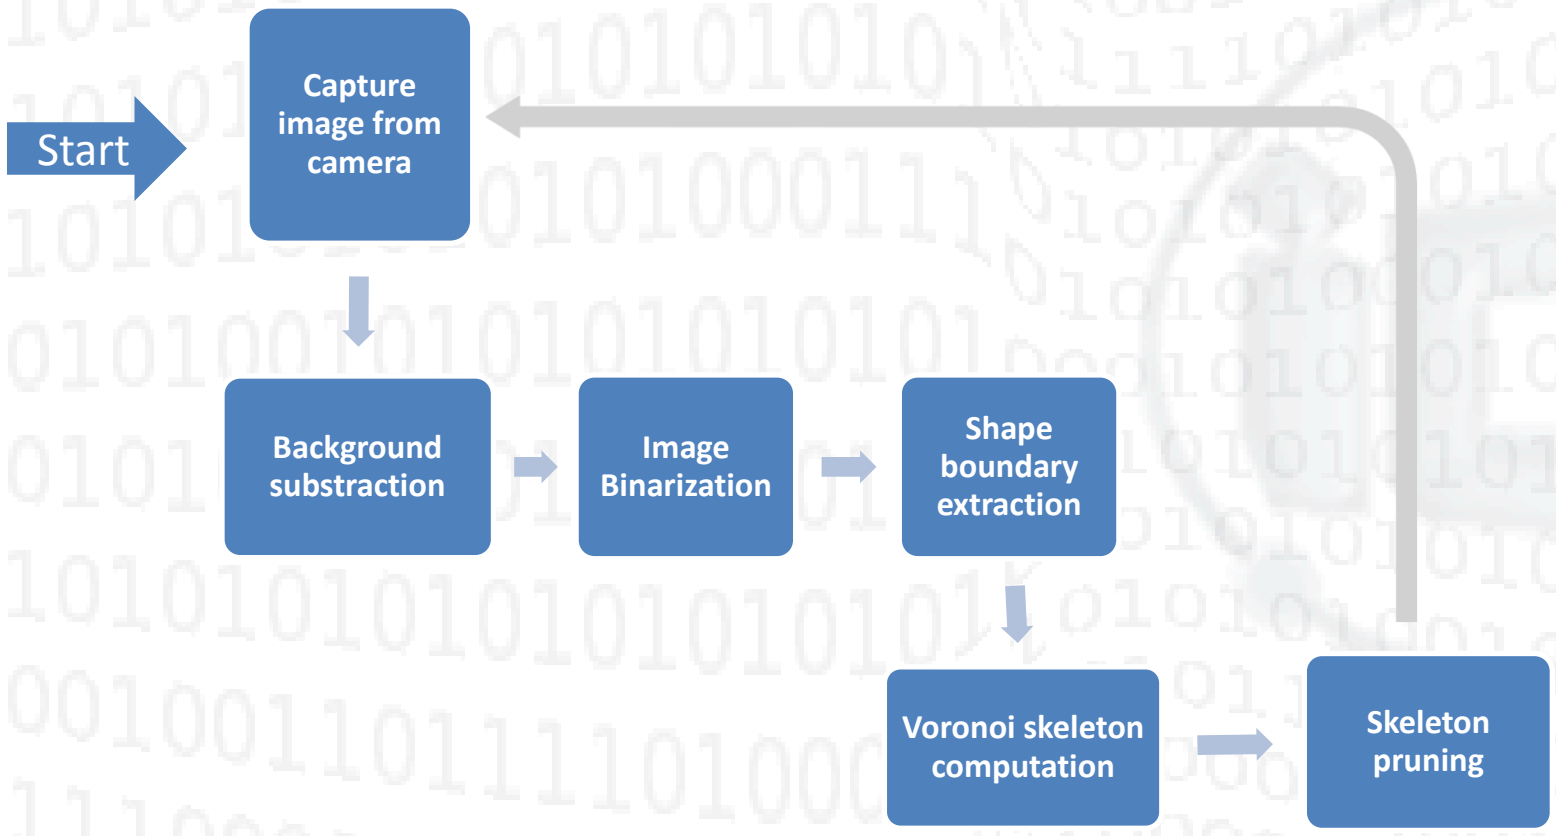 Start
Capture
image from
camera
Background
substraction
Image
Binarization
Shape
boundary
extraction
Voronoi skeleton
computation
Skeleton
pruning